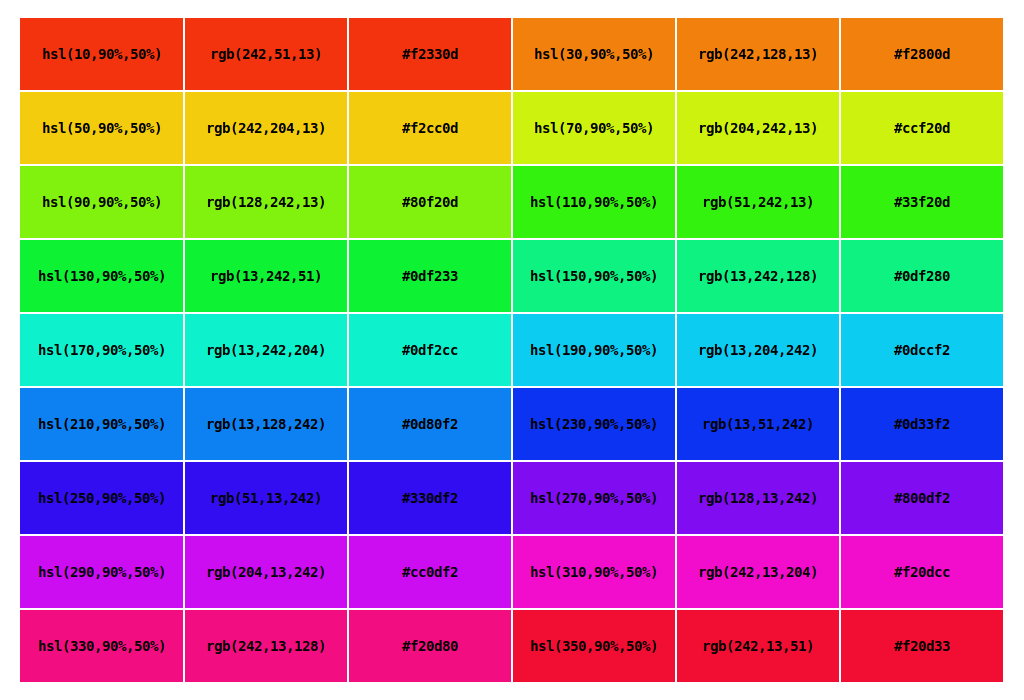 hsl(10,90%,50%) rgb(242,51,13) #f2330d hsl(30,90%,50%) rgb(242,128,13) #f2800d
hsl(50,90%,50%) rgb(242,204,13) #f2cc0d hsl(70,90%,50%) rgb(204,242,13) #ccf20d
hsl(90,90%,50%) rgb(128,242,13) #80f20d hsl(110,90%,50%) rgb(51,242,13) #33f20d
hsl(130,90%,50%) rgb(13,242,51) #0df233 hsl(150,90%,50%) rgb(13,242,128) #0df280
hsl(170,90%,50%) rgb(13,242,204) #0df2cc hsl(190,90%,50%) rgb(13,204,242) #0dccf2
hsl(210,90%,50%) rgb(13,128,242) #0d80f2 hsl(230,90%,50%) rgb(13,51,242) #0d33f2
hsl(250,90%,50%) rgb(51,13,242) #330df2 hsl(270,90%,50%) rgb(128,13,242) #800df2
hsl(290,90%,50%) rgb(204,13,242) #cc0df2 hsl(310,90%,50%) rgb(242,13,204) #f20dcc
hsl(330,90%,50%) rgb(242,13,128) #f20d80 hsl(350,90%,50%) rgb(242,13,51) #f20d33